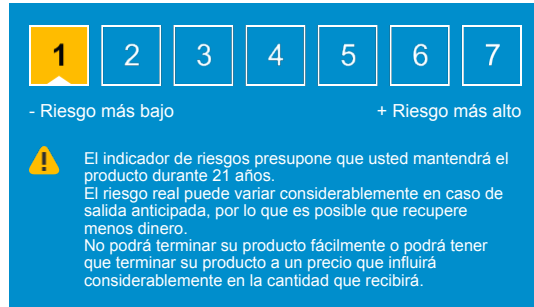 1 2 3 4 5 6 7
- Riesgo más bajo + Riesgo más alto
El indicador de riesgos presupone que usted mantendrá el
producto durante 21 años.
El riesgo real puede variar considerablemente en caso de
salida anticipada, por lo que es posible que recupere
menos dinero.
No podrá terminar su producto fácilmente o podrá tener
que terminar su producto a un precio que influirá
considerablemente en la cantidad que recibirá.